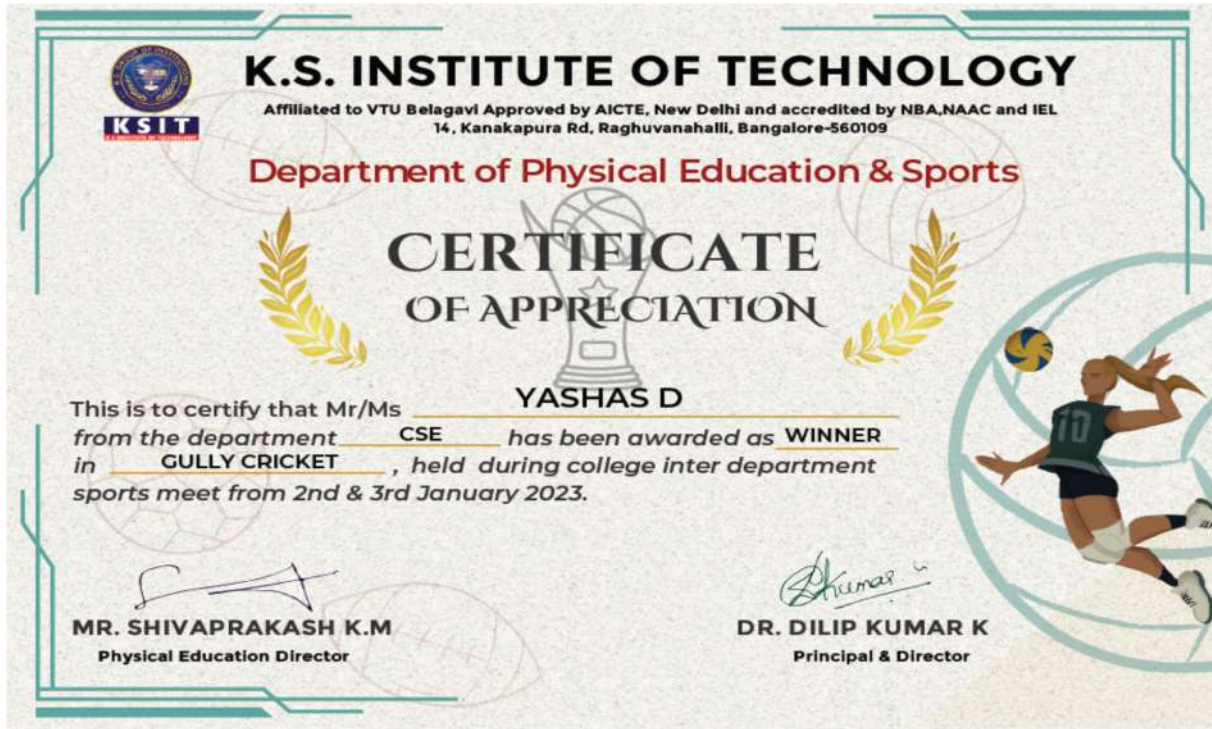 K.S. INSTITUTE OF TECHNOLOGY
Affiliated to VTU Belagavi Approved by AICTE, New Delhi and accredited by NBA,NAAC and IEL
14, Kanakapura Rd, Raghuvanahalli, Bangalore-560109
KSIT
Department of Physical Education & Sports
CERTIFICATE
OF APPRECIATION
This is to certify that Mr/Ms YASHAS D
from the department CSE has been awarded as WINNER
in GULLY CRICKET , held during college inter department
sports meet from 2nd & 3rd January 2023.
10
MR. SHIVAPRAKASH K.M
Physical Education Director
DR. DILIP KUMAR K
Principal & Director